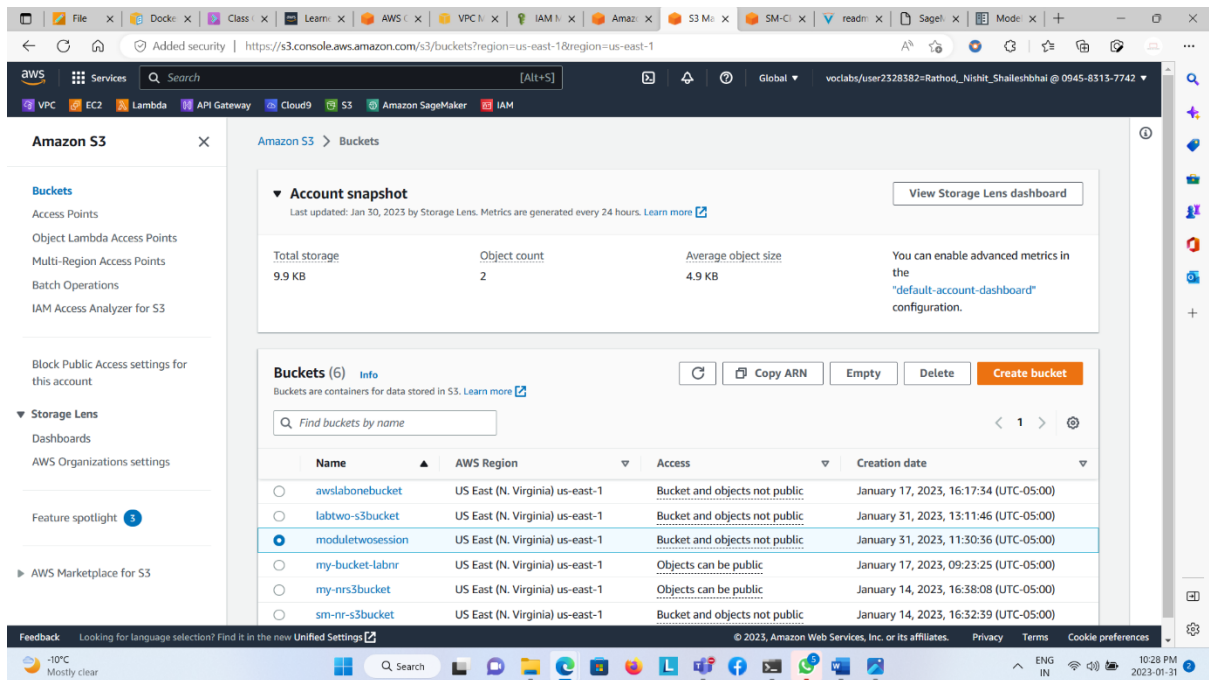 File
Docke
Class
Learne
AWS C
VPC M
IAM M
Amazo
S3 Ma
SM-Cl
readm
SageM
Mode
Added security
https://s3.console.aws.amazon.com/s3/buckets?region=us-east-1&region=us-east-1
aws
Services
Search
[Alt+S]
Global
voclabs/user2328382=Rathod,_Nishit_Shaileshbhai @ 0945-8313-7742
VPC
EC2
Lambda
API Gateway
Cloud9
S3
Amazon SageMaker
IAM
Amazon S3
Buckets
Access Points
Object Lambda Access Points
Multi-Region Access Points
Batch Operations
IAM Access Analyzer for S3
Block Public Access settings for
this account
Storage Lens
Dashboards
AWS Organizations settings
Feature spotlight 3
AWS Marketplace for S3
Amazon S3 > Buckets
Account snapshot
Last updated: Jan 30, 2023 by Storage Lens. Metrics are generated every 24 hours. Learn more
View Storage Lens dashboard
Total storage
9.9 KB
Object count
2
Average object size
4.9 KB
You can enable advanced metrics in
the
"default-account-dashboard"
configuration.
Buckets (6) Info
Buckets are containers for data stored in S3. Learn more
Copy ARN
Empty
Delete
Create bucket
Find buckets by name
1
Name AWS Region Access Creation date
awslabonebucket US East (N. Virginia) us-east-1 Bucket and objects not public January 17, 2023, 16:17:34 (UTC-05:00)
labtwo-s3bucket US East (N. Virginia) us-east-1 Bucket and objects not public January 31, 2023, 13:11:46 (UTC-05:00)
moduletwosession US East (N. Virginia) us-east-1 Bucket and objects not public January 31, 2023, 11:30:36 (UTC-05:00)
my-bucket-labnr US East (N. Virginia) us-east-1 Objects can be public January 17, 2023, 09:23:25 (UTC-05:00)
my-nrs3bucket US East (N. Virginia) us-east-1 Objects can be public January 14, 2023, 16:38:08 (UTC-05:00)
sm-nr-s3bucket US East (N. Virginia) us-east-1 Bucket and objects not public January 14, 2023, 16:32:39 (UTC-05:00)
Feedback Looking for language selection? Find it in the new Unified Settings
© 2023, Amazon Web Services, Inc. or its affiliates. Privacy Terms Cookie preferences
-10°C
Mostly clear
Search
ENG
IN
10:28 PM
2023-01-31
2